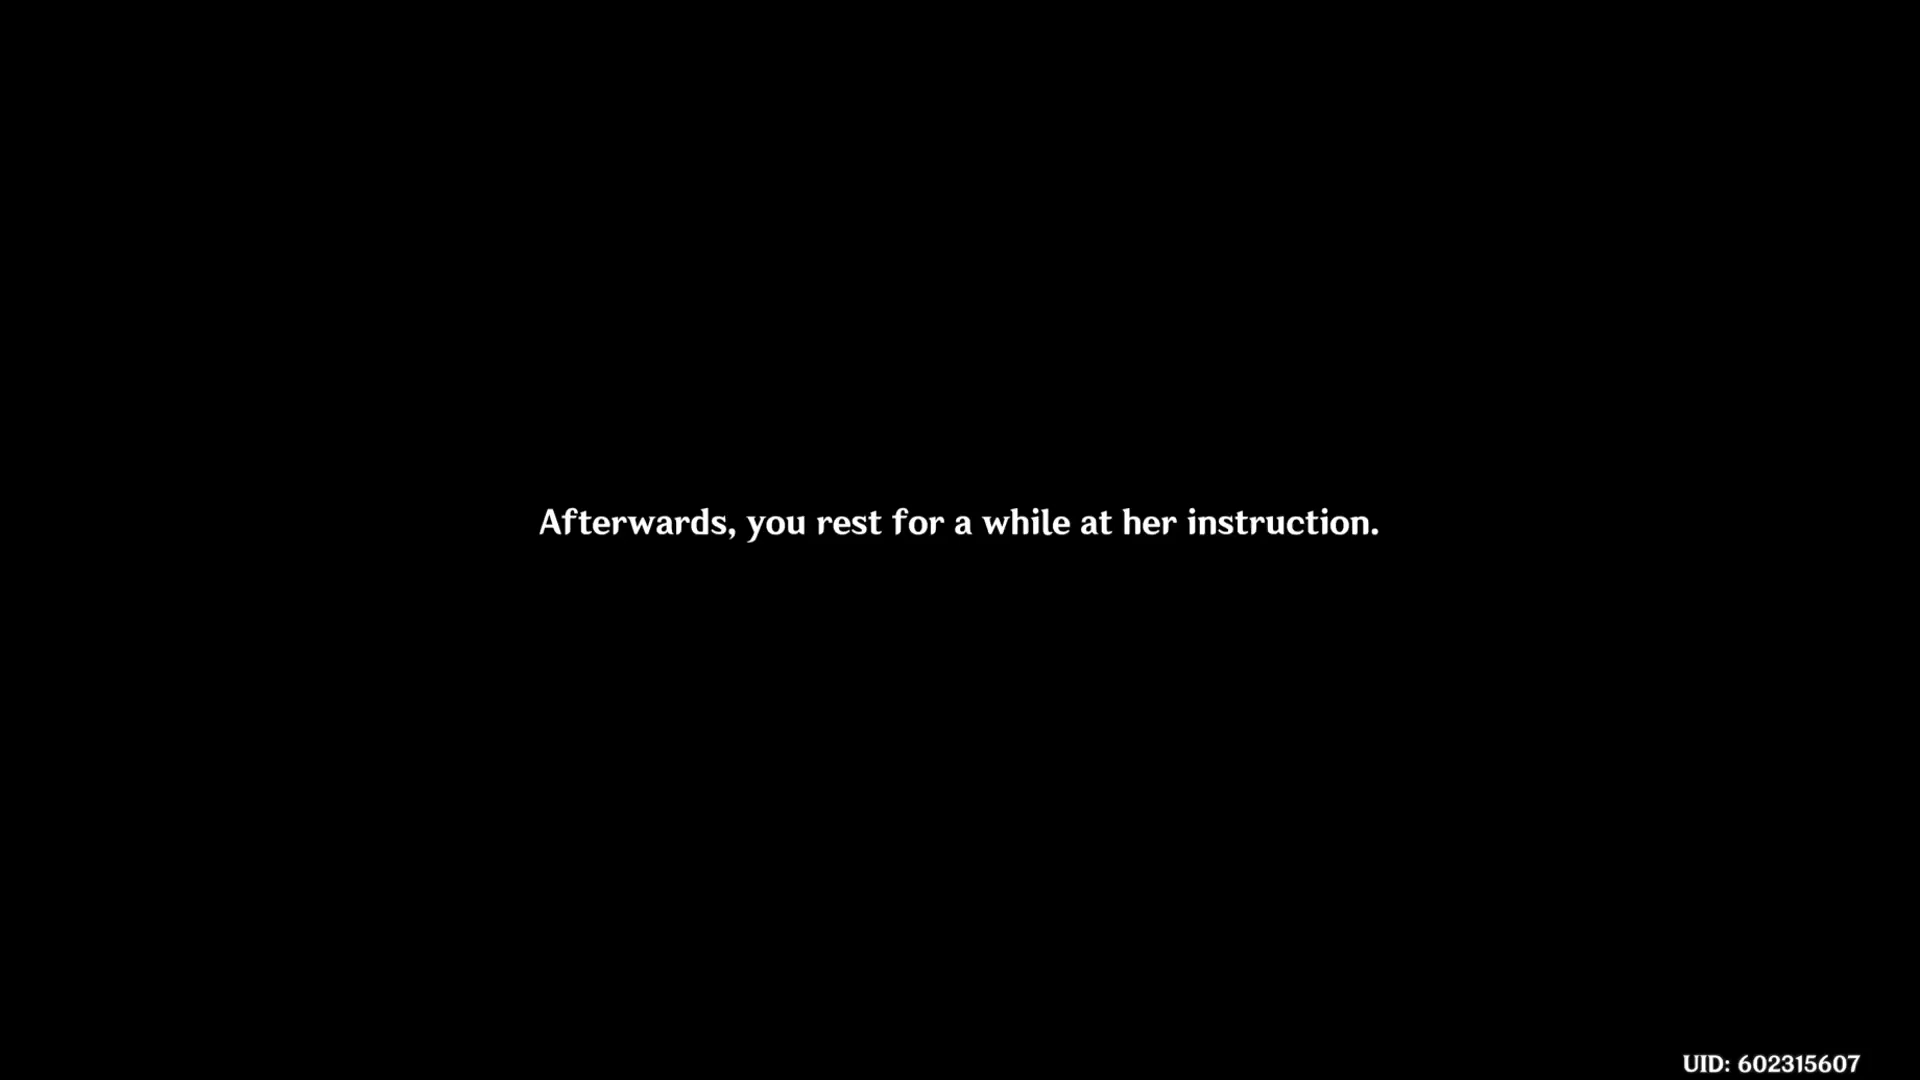 Afterwards, you rest for a while at her instruction.
UID: 602315607